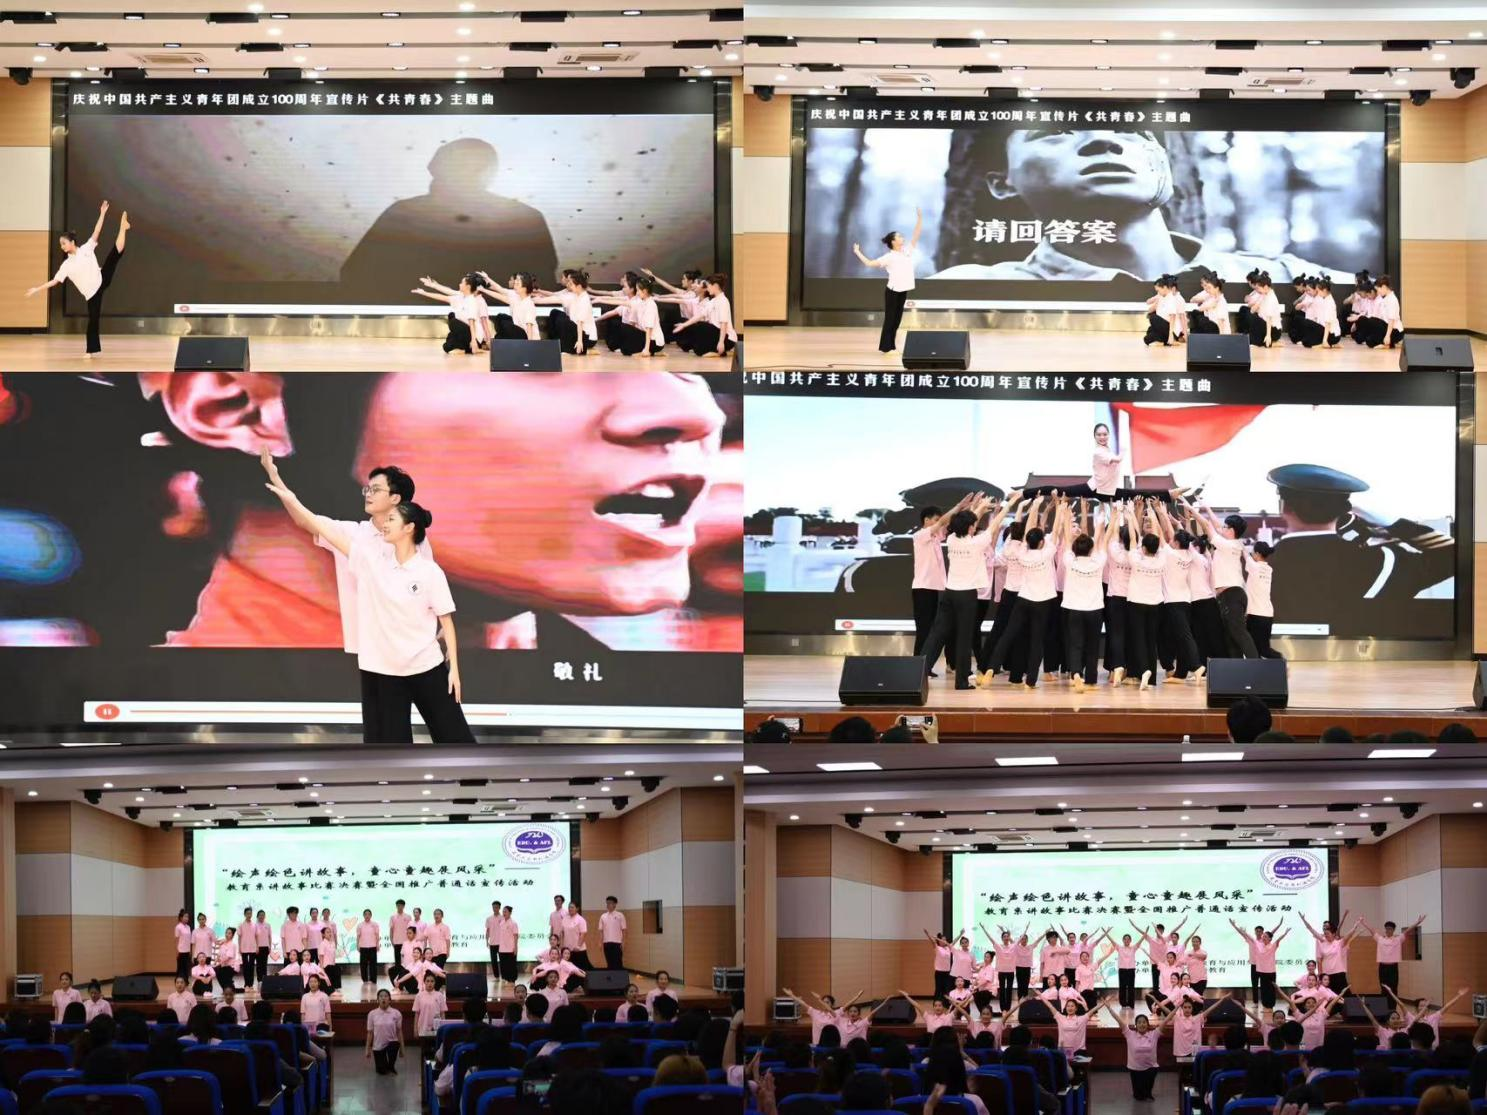 庆祝中国共产主义青年团成立100周年宣传片《共青春》主题曲
庆祝中国共产主义青年团成立100周年宣传片《共青春》主题曲
请回答案
敬礼
中国共产主义青年团成立100周年宣传片《共青春》主题曲
EDU. & AFL
“绘声绘色讲故事，童心童趣展风采”
教育系讲故事比赛决赛暨全国推广普通话宣传活动
EDU. & AFL
“绘声绘色讲故事，童心童趣展风采”
教育系讲故事比赛决赛暨全国推广普通话宣传活动